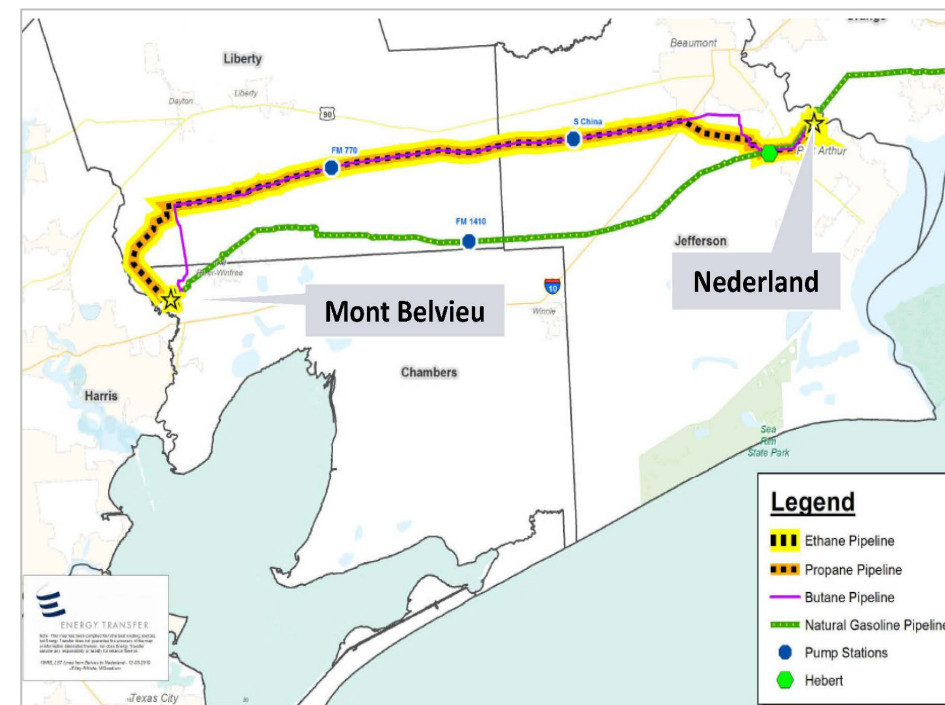 Orange
Beaumont
Liberty
Dayton
Liberty
90
S China
FM 770
Port Arthur
FM 1410
Jefferson
Nederland
10
Mont Belvieu
Winnie
Chambers
Harris
Sea
Rim
State Park
Legend
Ethane Pipeline
Propane Pipeline
Butane Pipeline
Natural Gasoline Pipeline
Pump Stations
Hebert
ENERGY TRANSFER
Texas City